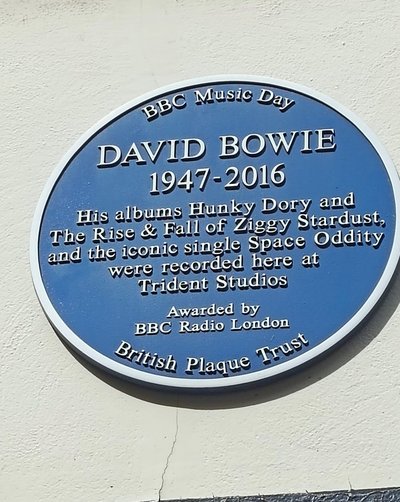 BBC Music Day
DAVID BOWIE
1947-2016
His albums Hunky Dory and
The Rise & Fall of Ziggy Stardust,
and the iconic single Space Oddity
were recorded here at
Trident Studios
Awarded by
BBC Radio London
British Plaque Trust